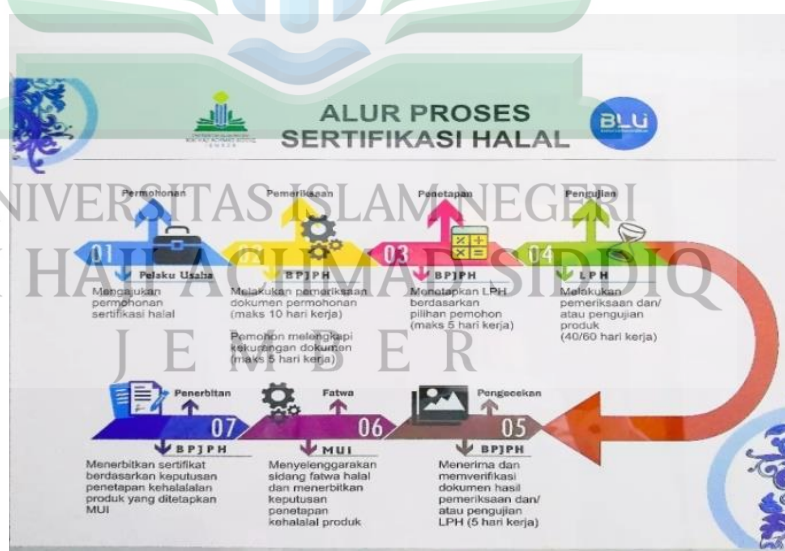 ALUR PROSES
SERTIFIKASI HALAL
BLU
UNIVERSITAS ISLAM NEGERI
KIAI HAJI ACHMAD SIDDIQ
JEMBER
Permohonan
01
Pelaku Usaha
Mengajukan
permohonan
sertifikasi halal
Pemeriksaan
02
BPJPH
Melakukan pemeriksaan
dokumen permohonan
(maks 10 hari kerja)
Pemohon melengkapi
kekurangan dokumen
(maks 5 hari kerja)
Penetapan
03
BPJPH
Menetapkan LPH
berdasarkan
pilihan pemohon
(maks 5 hari kerja)
Pengujian
04
LPH
Melakukan
pemeriksaan dan/
atau pengujian
produk
(40/60 hari kerja)
Pengecekan
05
BPJPH
Menerima dan
memverifikasi
dokumen hasil
pemeriksaan dan/
atau pengujian
LPH (5 hari kerja)
Fatwa
06
MUI
Menyelenggarakan
sidang fatwa halal
dan menerbitkan
keputusan
penetapan
kehalalal produk
Penerbitan
07
BPJPH
Menerbitkan sertifikat
berdasarkan keputusan
penetapan kehalalalan
produk yang ditetapkan
MUI